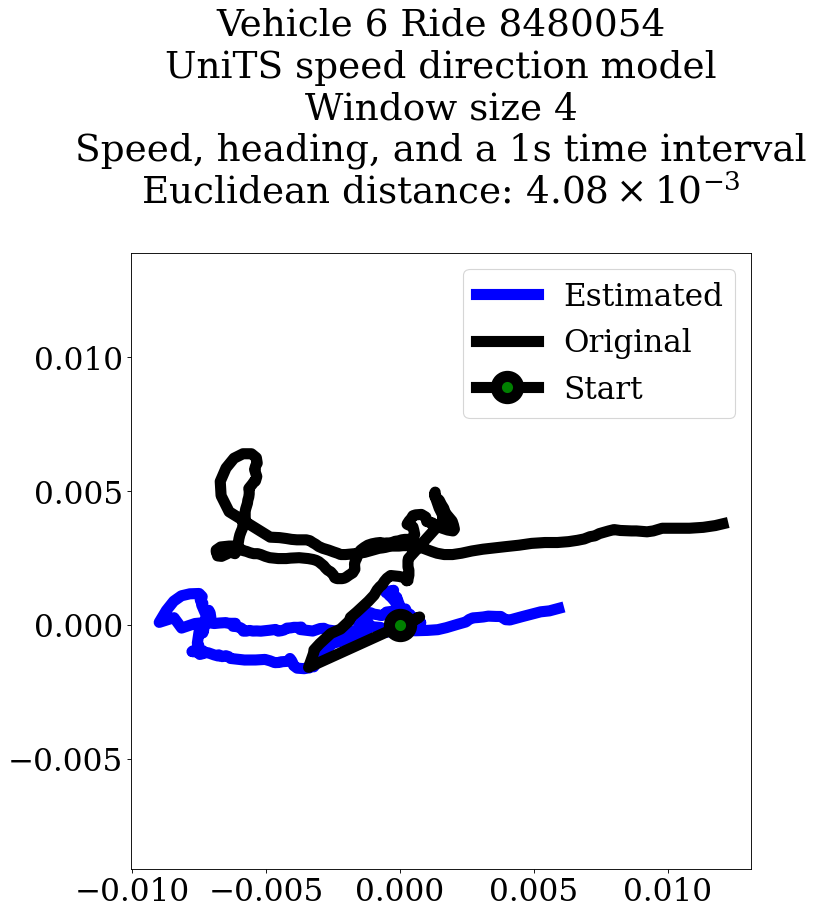 Vehicle 6 Ride 8480054
UniTS speed direction model
Window size 4
Speed, heading, and a 1s time interval
Euclidean distance: 4.08 × 10⁻³
Estimated
Original
Start
0.010
0.005
0.000
−0.005
−0.010 −0.005 0.000 0.005 0.010